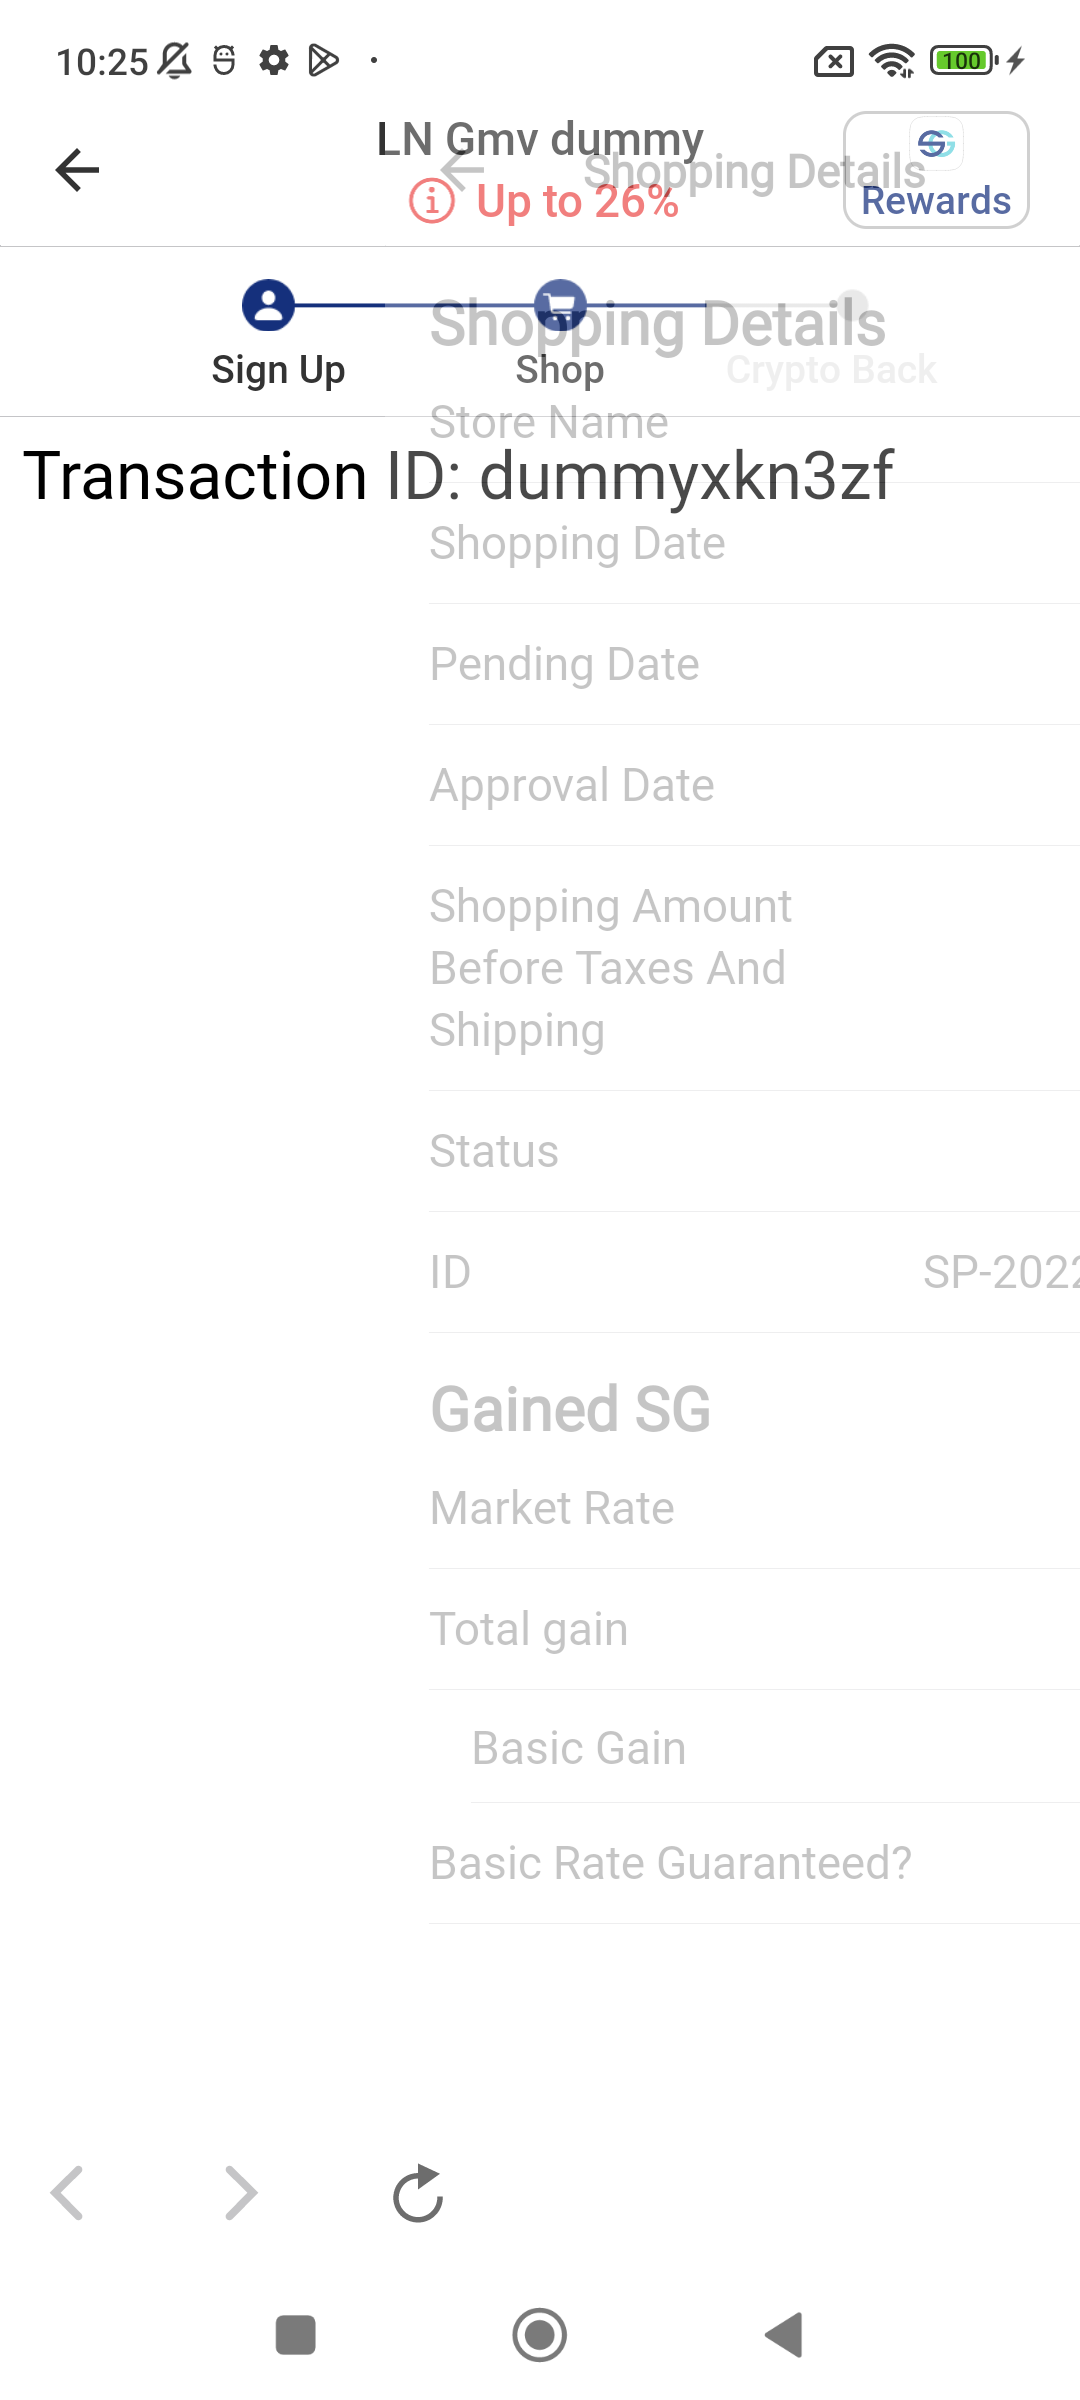 10:25
100
LN Gmv dummy
Shopping Details
Up to 26%
Rewards
Sign Up
Shop
Crypto Back
Shopping Details
Store Name
Transaction ID: dummyxkn3zf
Shopping Date
Pending Date
Approval Date
Shopping Amount
Before Taxes And
Shipping
Status
ID SP-2022
Gained SG
Market Rate
Total gain
Basic Gain
Basic Rate Guaranteed?